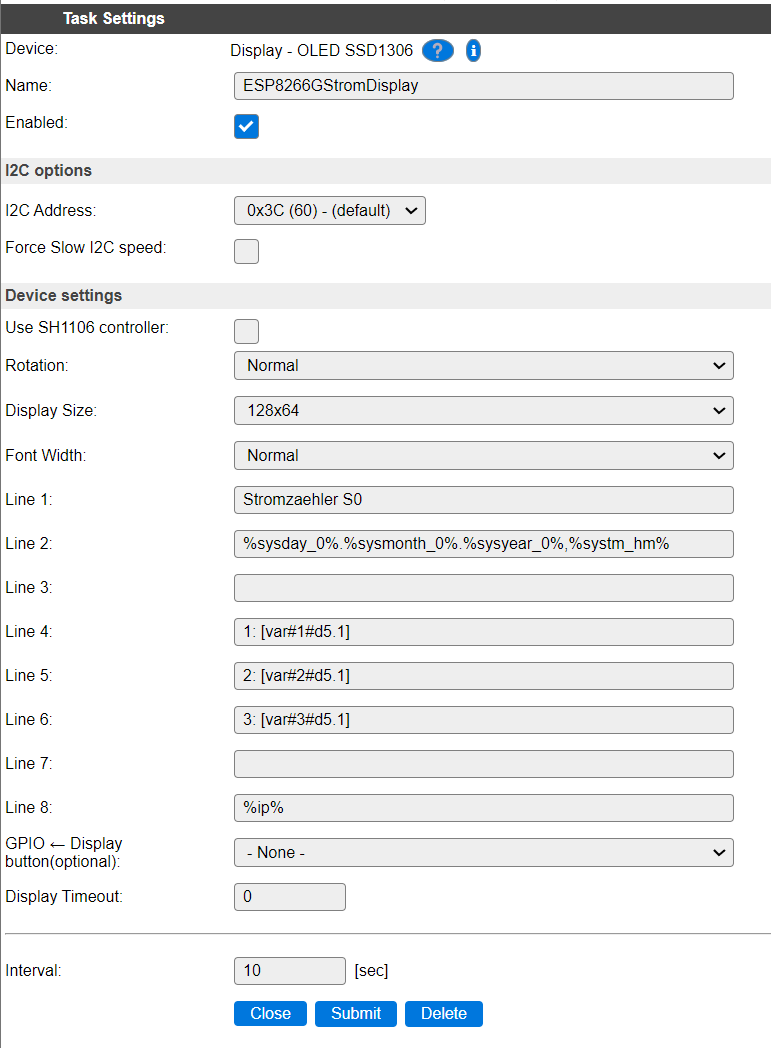 Task Settings
Device: Display - OLED SSD1306 ? i
Name: ESP8266GStromDisplay
Enabled:
I2C options
I2C Address: 0x3C (60) - (default)
Force Slow I2C speed:
Device settings
Use SH1106 controller:
Rotation: Normal
Display Size: 128x64
Font Width: Normal
Line 1: Stromzaehler S0
Line 2: %sysday_0%.%sysmonth_0%.%sysyear_0%,%systm_hm%
Line 3:
Line 4: 1: [var#1#d5.1]
Line 5: 2: [var#2#d5.1]
Line 6: 3: [var#3#d5.1]
Line 7:
Line 8: %ip%
GPIO ← Display
button(optional): - None -
Display Timeout: 0
Interval: 10 [sec]
Close Submit Delete